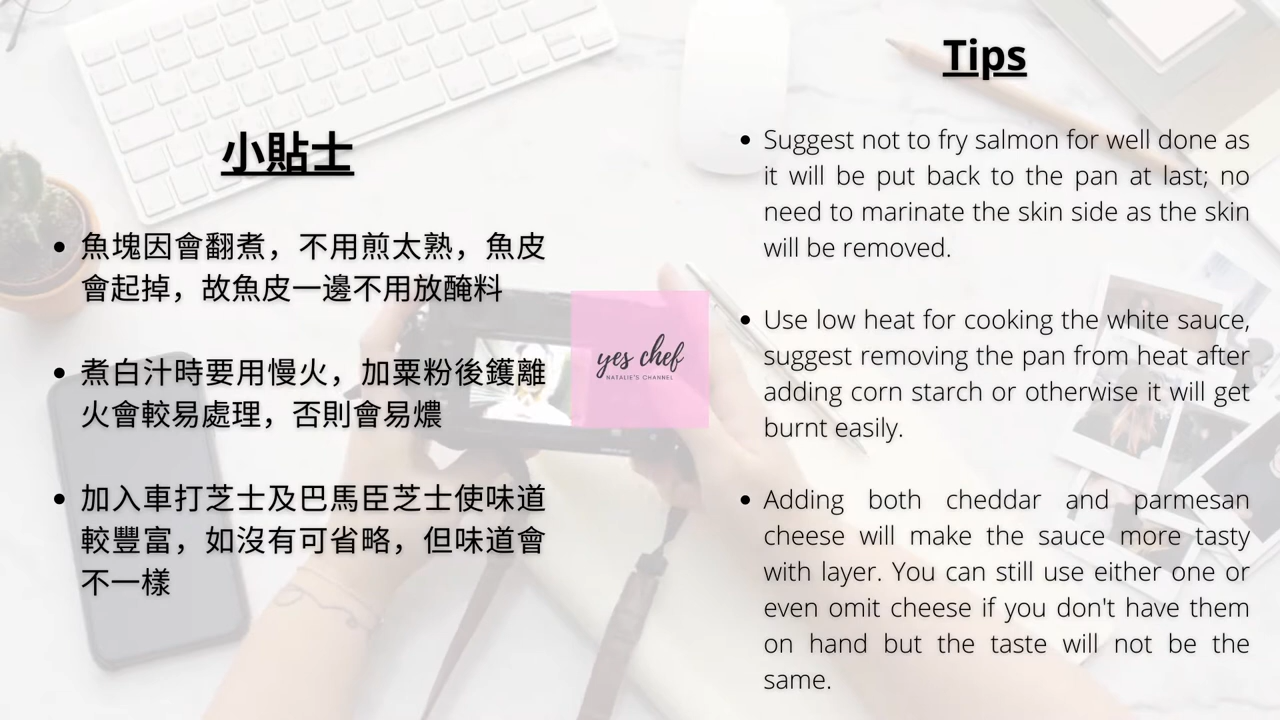 小貼士
• 魚塊因會翻煮，不用煎太熟，魚皮
會起掉，故魚皮一邊不用放醃料
• 煮白汁時要用慢火，加粟粉後鑊離
火會較易處理，否則會易燶
• 加入車打芝士及巴馬臣芝士使味道
較豐富，如沒有可省略，但味道會
不一樣
yes chef
NATALIE'S CHANNEL
Tips
• Suggest not to fry salmon for well done as
it will be put back to the pan at last; no
need to marinate the skin side as the skin
will be removed.
• Use low heat for cooking the white sauce,
suggest removing the pan from heat after
adding corn starch or otherwise it will get
burnt easily.
• Adding both cheddar and parmesan
cheese will make the sauce more tasty
with layer. You can still use either one or
even omit cheese if you don't have them
on hand but the taste will not be the
same.